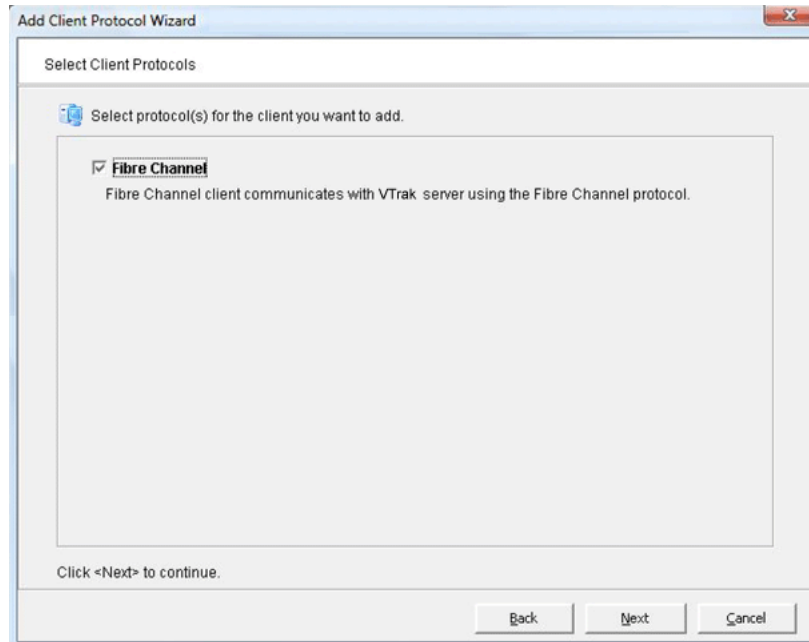 Add Client Protocol Wizard
Select Client Protocols
Select protocol(s) for the client you want to add.
Fibre Channel
Fibre Channel client communicates with VTrak server using the Fibre Channel protocol.
Click <Next> to continue.
Back
Next
Cancel